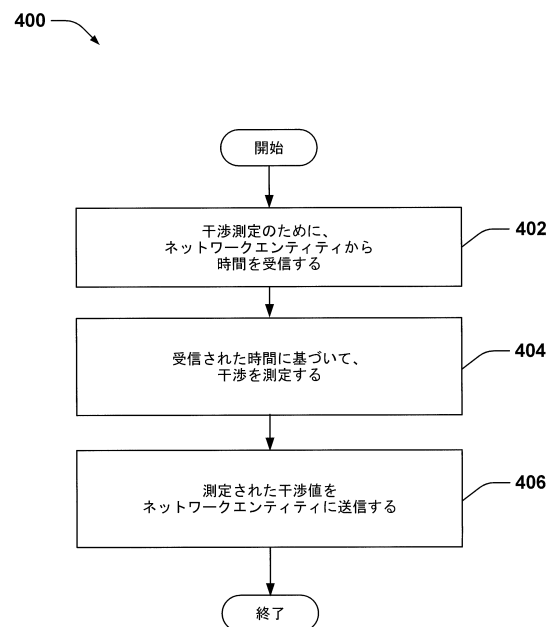 400
開始
干渉測定のために、
ネットワークエンティティから
時間を受信する
402
受信された時間に基づいて、
干渉を測定する
404
測定された干渉値を
ネットワークエンティティに送信する
406
終了